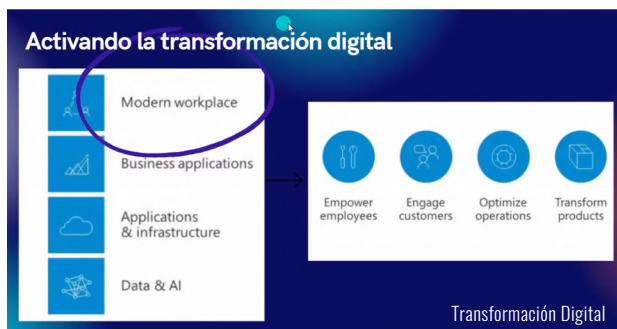 Activando la transformación digital
Modern workplace
Business applications
Applications
& infrastructure
Data & AI
Empower
employees
Engage
customers
Optimize
operations
Transform
products
Transformación Digital